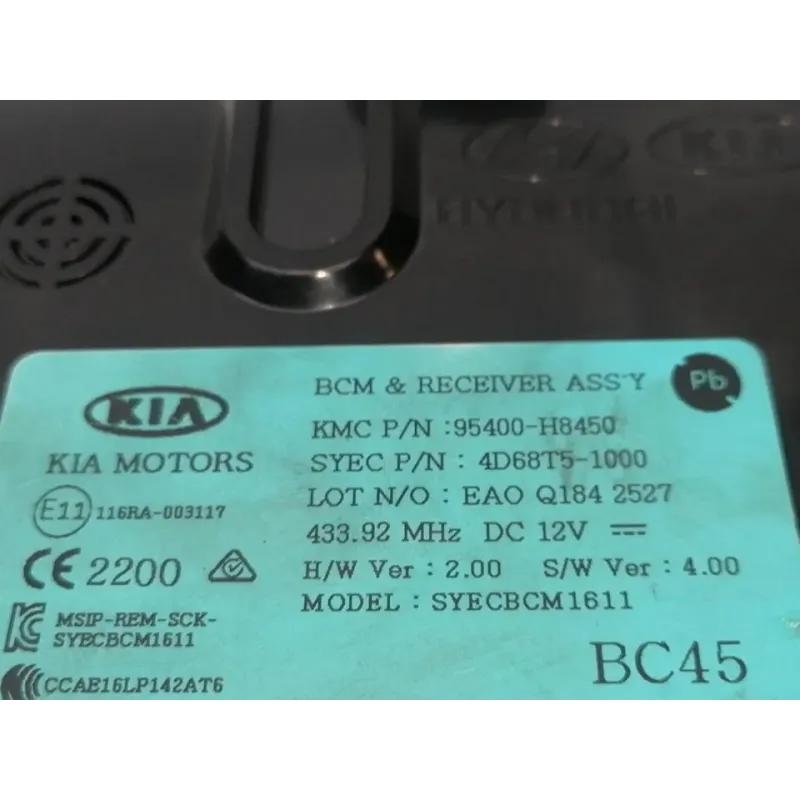 KIA
HYUNDAI
BCM & RECEIVER ASS'Y
Pb
KIA
KMC P/N :95400-H8450
KIA MOTORS
SYEC P/N : 4D68T5-1000
LOT N/O : EAO Q184 2527
E11 116RA-003117
433.92 MHz DC 12V
CE 2200
H/W Ver : 2.00 S/W Ver : 4.00
MODEL : SYECBCM1611
MSIP-REM-SCK-
SYECBCM1611
BC45
CCAE16LP142AT6